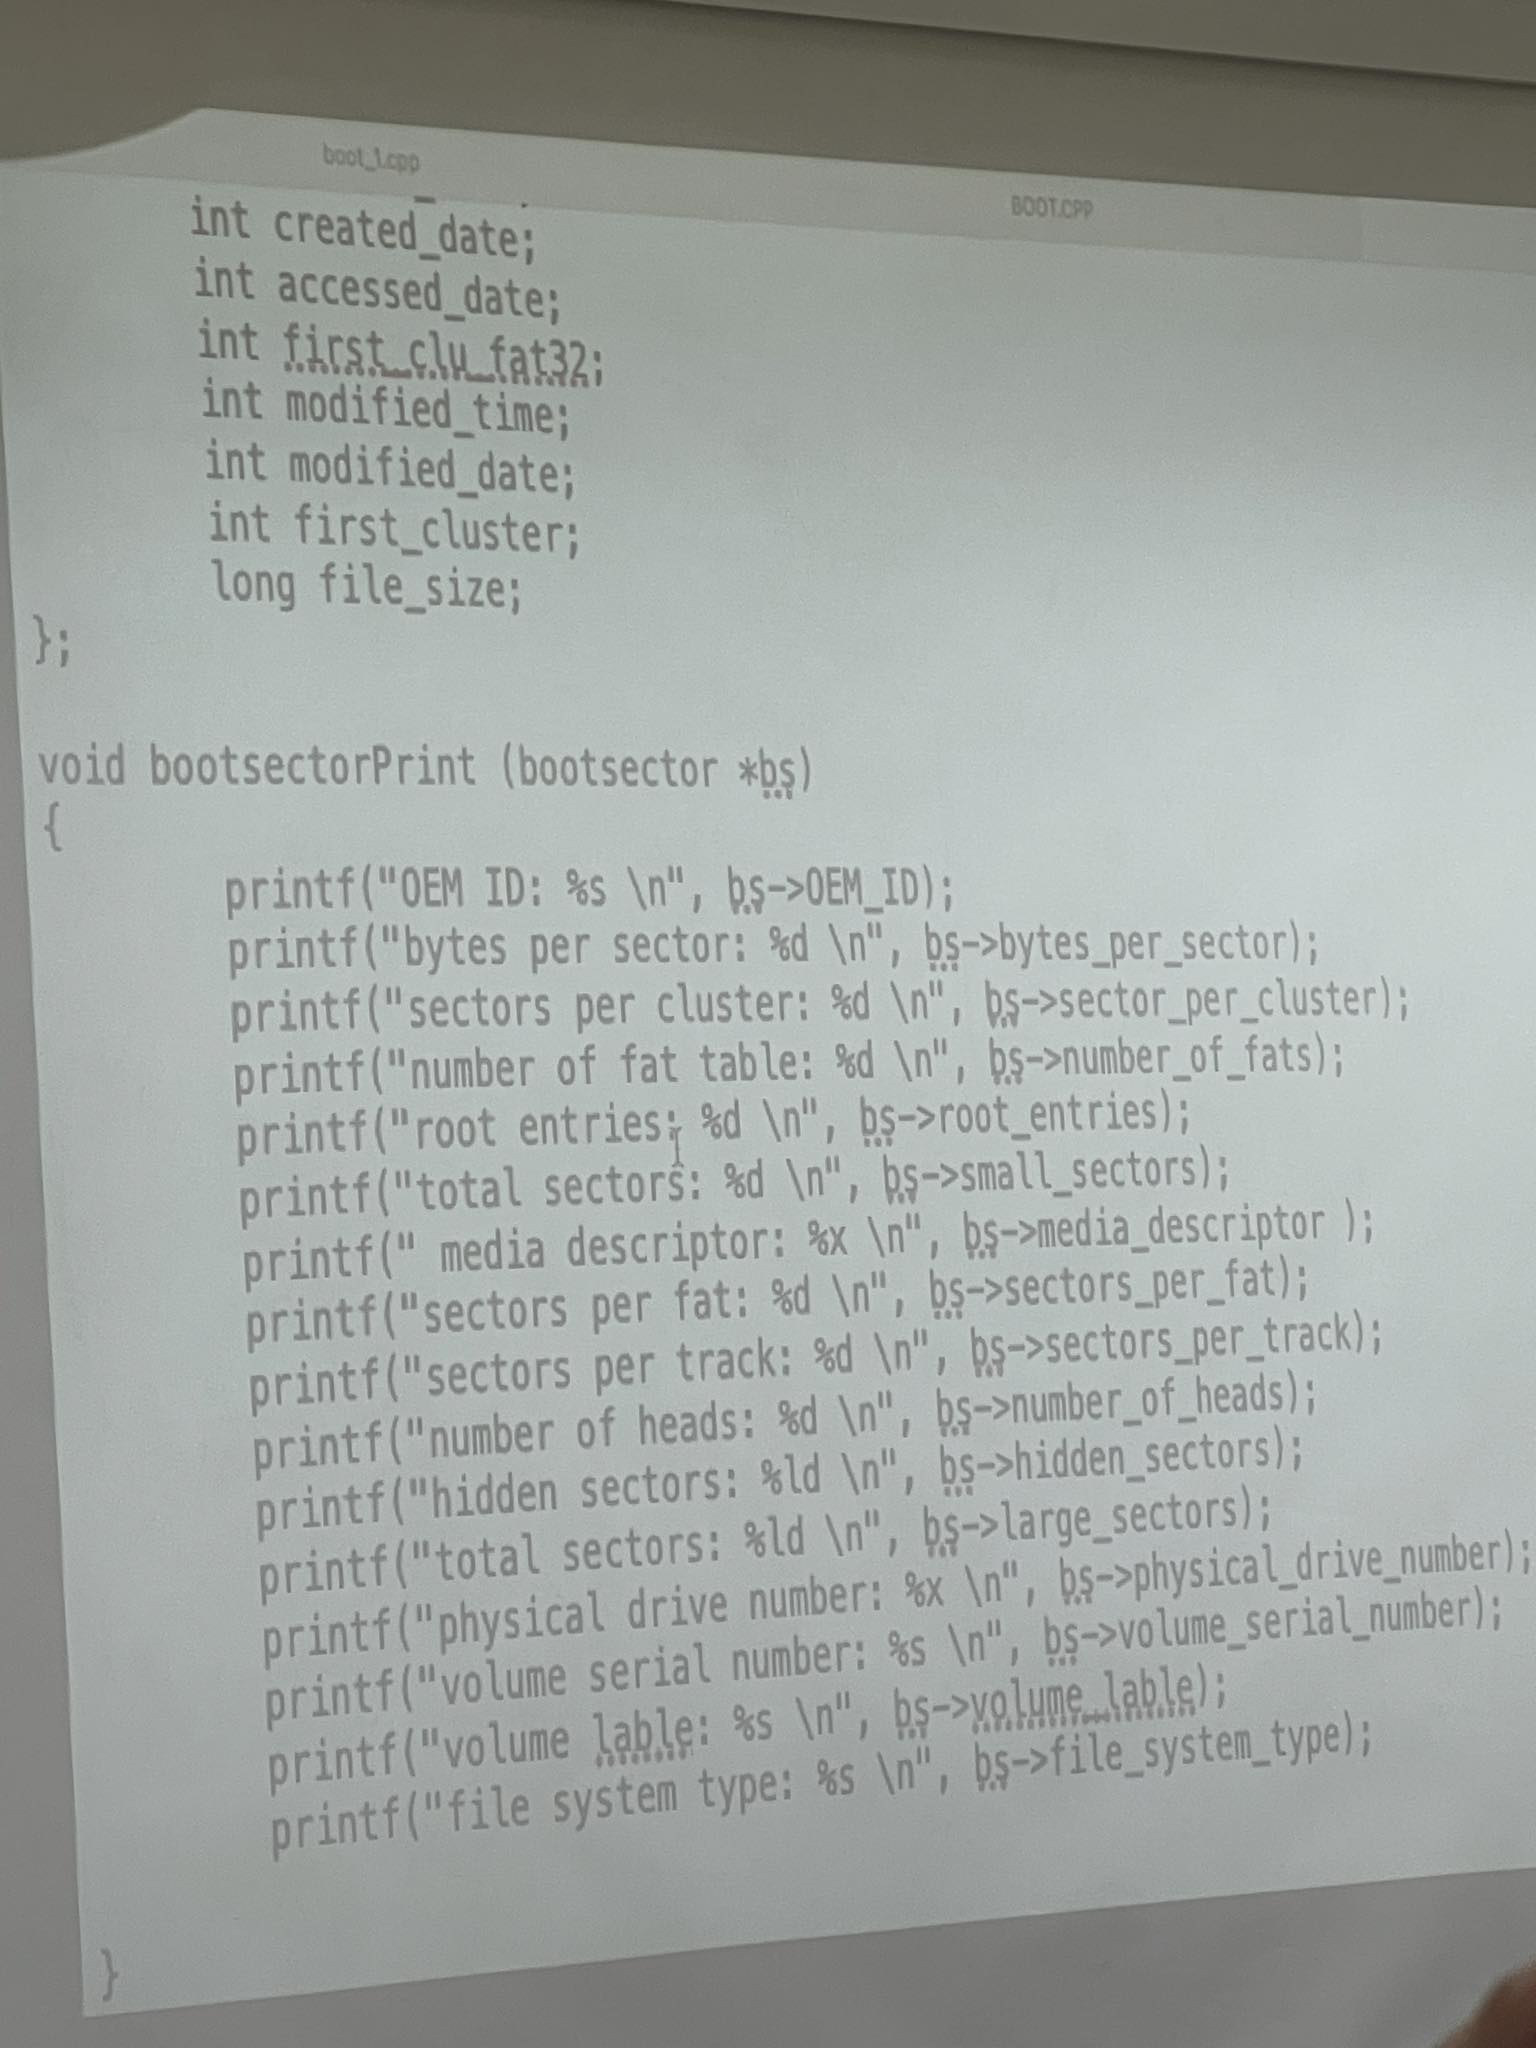 boot_1.cpp
BOOT.CPP
int created_date;
int accessed_date;
int first_clu_fat32;
int modified_time;
int modified_date;
int first_cluster;
long file_size;
};
void bootsectorPrint (bootsector *bs)
{
printf("OEM ID: %s \n", bs->OEM_ID);
printf("bytes per sector: %d \n", bs->bytes_per_sector);
printf("sectors per cluster: %d \n", bs->sector_per_cluster);
printf("number of fat table: %d \n", bs->number_of_fats);
printf("root entries: %d \n", bs->root_entries);
printf("total sectors: %d \n", bs->small_sectors);
printf(" media descriptor: %x \n", bs->media_descriptor );
printf("sectors per fat: %d \n", bs->sectors_per_fat);
printf("sectors per track: %d \n", bs->sectors_per_track);
printf("number of heads: %d \n", bs->number_of_heads);
printf("hidden sectors: %ld \n", bs->hidden_sectors);
printf("total sectors: %ld \n", bs->large_sectors);
printf("physical drive number: %x \n", bs->physical_drive_number);
printf("volume serial number: %s \n", bs->volume_serial_number);
printf("volume lable: %s \n", bs->volume_lable);
printf("file system type: %s \n", bs->file_system_type);
}